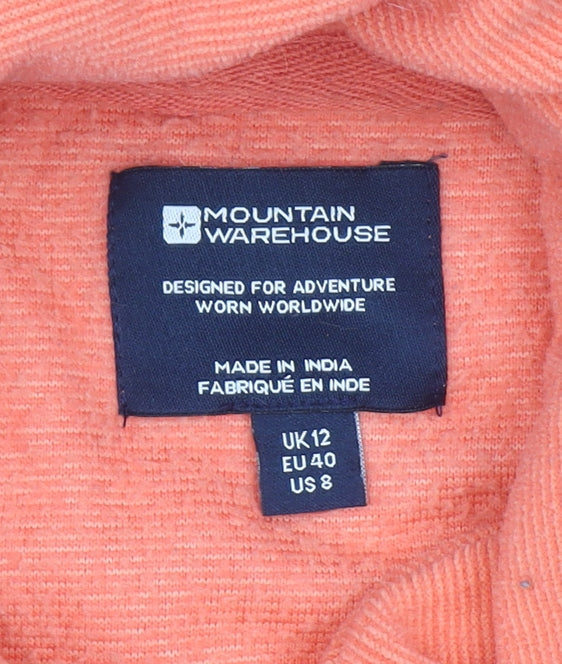 MOUNTAIN
WAREHOUSE
DESIGNED FOR ADVENTURE
WORN WORLDWIDE
MADE IN INDIA
FABRIQUÉ EN INDE
UK 12
EU 40
US 8